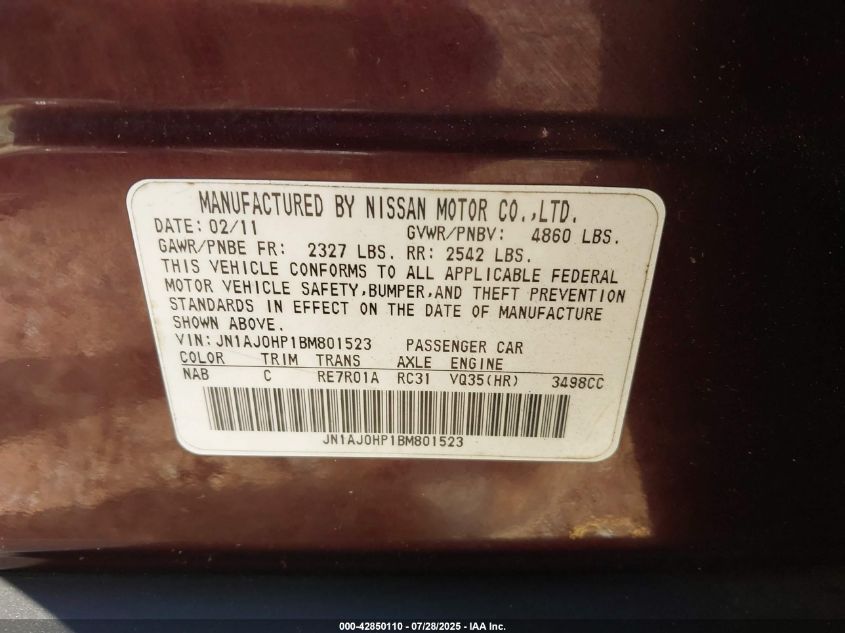 MANUFACTURED BY NISSAN MOTOR CO.,LTD.
DATE: 02/11 GVWR/PNBV: 4860 LBS.
GAWR/PNBE FR: 2327 LBS. RR: 2542 LBS.
THIS VEHICLE CONFORMS TO ALL APPLICABLE FEDERAL
MOTOR VEHICLE SAFETY,BUMPER,AND THEFT PREVENTION
STANDARDS IN EFFECT ON THE DATE OF MANUFACTURE
SHOWN ABOVE.
VIN: JN1AJ0HP1BM801523 PASSENGER CAR
COLOR TRIM TRANS AXLE ENGINE
NAB C RE7R01A RC31 VQ35(HR) 3498CC
JN1AJ0HP1BM801523
000-42850110 - 07/28/2025 - IAA Inc.